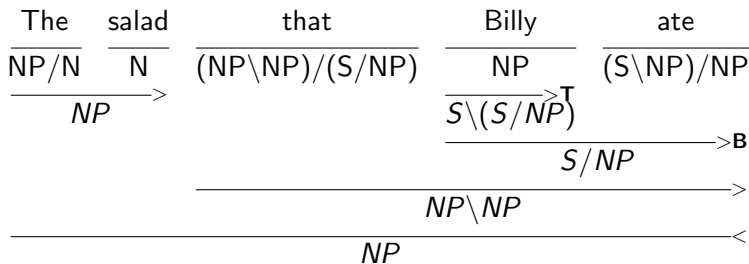 The salad that Billy ate
NP/N N (NP\NP)/(S/NP) NP (S\NP)/NP
> >T
NP S\(S/NP)
>B
S/NP
>
NP\NP
<
NP